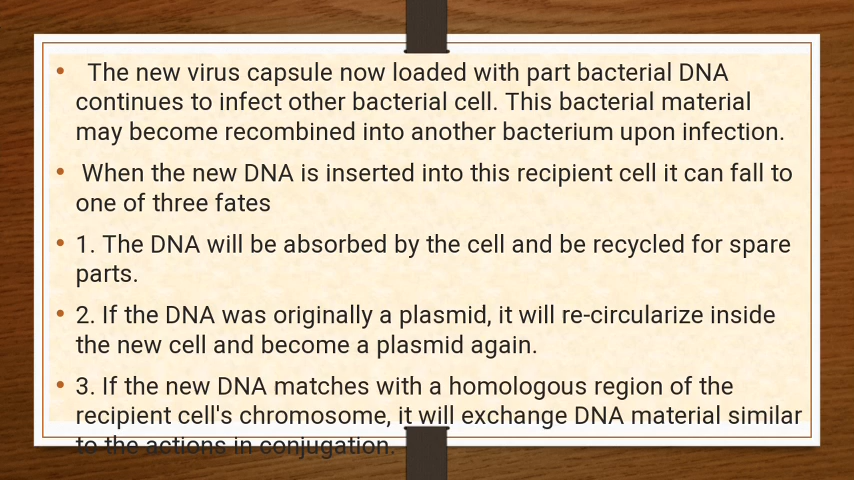 • The new virus capsule now loaded with part bacterial DNA
continues to infect other bacterial cell. This bacterial material
may become recombined into another bacterium upon infection.
• When the new DNA is inserted into this recipient cell it can fall to
one of three fates
• 1. The DNA will be absorbed by the cell and be recycled for spare
parts.
• 2. If the DNA was originally a plasmid, it will re-circularize inside
the new cell and become a plasmid again.
• 3. If the new DNA matches with a homologous region of the
recipient cell's chromosome, it will exchange DNA material similar
to the actions in conjugation.